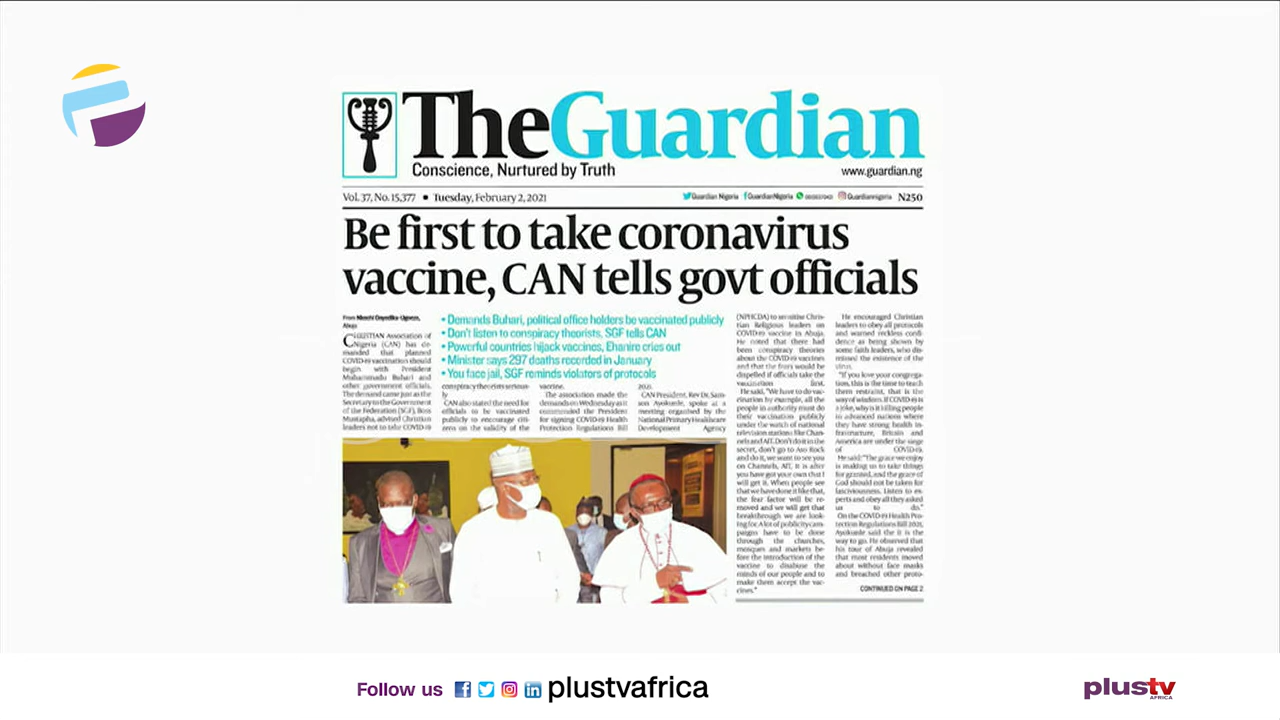 TheGuardian
Conscience, Nurtured by Truth
www.guardian.ng
Vol. 37, No. 15,377 • Tuesday, February 2, 2021
Guardian Nigeria GuardianNigeria Guardiannigeria N250
Be first to take coronavirus
vaccine, CAN tells govt officials
• Demands Buhari, political office holders be vaccinated publicly
• Don't listen to conspiracy theorists, SGF tells CAN
• Powerful countries hijack vaccines, Ehanire cries out
• Minister says 297 deaths recorded in January
• You face jail, SGF reminds violators of protocols
Abuja
CHRISTIAN Association of
Nigeria (CAN) has de-
manded that planned
COVID-19 vaccination should
begin with President
Muhammadu Buhari and
other government officials.
The demand came just as the
Secretary to the Government
of the Federation (SGF), Boss
Mustapha, advised Christian
leaders not to take COVID-19
conspiracy theorists serious-
ly.
CAN also stated the need for
officials to be vaccinated
publicly to encourage citi-
zens on the validity of the
vaccine.
The association made the
demands on Wednesday as it
commended the President
for signing COVID-19 Health
Protection Regulations Bill
2021.
CAN President, Rev Dr. Sam-
son Ayokunle, spoke at a
meeting organised by the
National Primary Healthcare
Development Agency
(NPHCDA) to sensitise Chris-
tian Religious leaders on
COVID-19 vaccine in Abuja.
He noted that there had
been conspiracy theories
about the COVID-19 vaccines
and that the fears would be
dispelled if officials take the
vaccination first.
He said, "We have to do vac-
cination by example, all the
people in authority must do
their vaccination publicly
under the watch of national
television stations like Chan-
nels and AIT. Don't do it in the
secret, don't go to Aso Rock
and do it, we want to see you
on Channels, AIT, it is after
you have got your own that I
will get it. When people see
that we have done it like that,
the fear factor will be re-
moved and we will get that
breakthrough we are look-
ing for. A lot of publicity cam-
paigns have to be done
through the churches,
mosques and markets be-
fore the introduction of the
vaccine to disabuse the
minds of our people and to
make them accept the vac-
cines."
He encouraged Christian
leaders to obey all protocols
and warned reckless confi-
dence as being shown by
some faith leaders, who dis-
missed the existence of the
virus.
"If you love your congrega-
tion, this is the time to teach
them restraint, that is the
way of wisdom. If COVID-19 is
a joke, why is it killing people
in advanced nations where
they have strong health in-
frastructure, Britain and
America are under the siege
of COVID-19.
He said: "The grace we enjoy
is making us to take things
for granted, and the grace of
God should not be taken for
lasciviousness. Listen to ex-
perts and obey all they asked
us to do."
On the COVID-19 Health Pro-
tection Regulations Bill 2021,
Ayokunle said the it is the
way to go. He observed that
his tour of Abuja revealed
that most residents moved
about without face masks
and breached other proto-
CONTINUED ON PAGE 2
Follow us plustvafrica
plustv
AFRICA